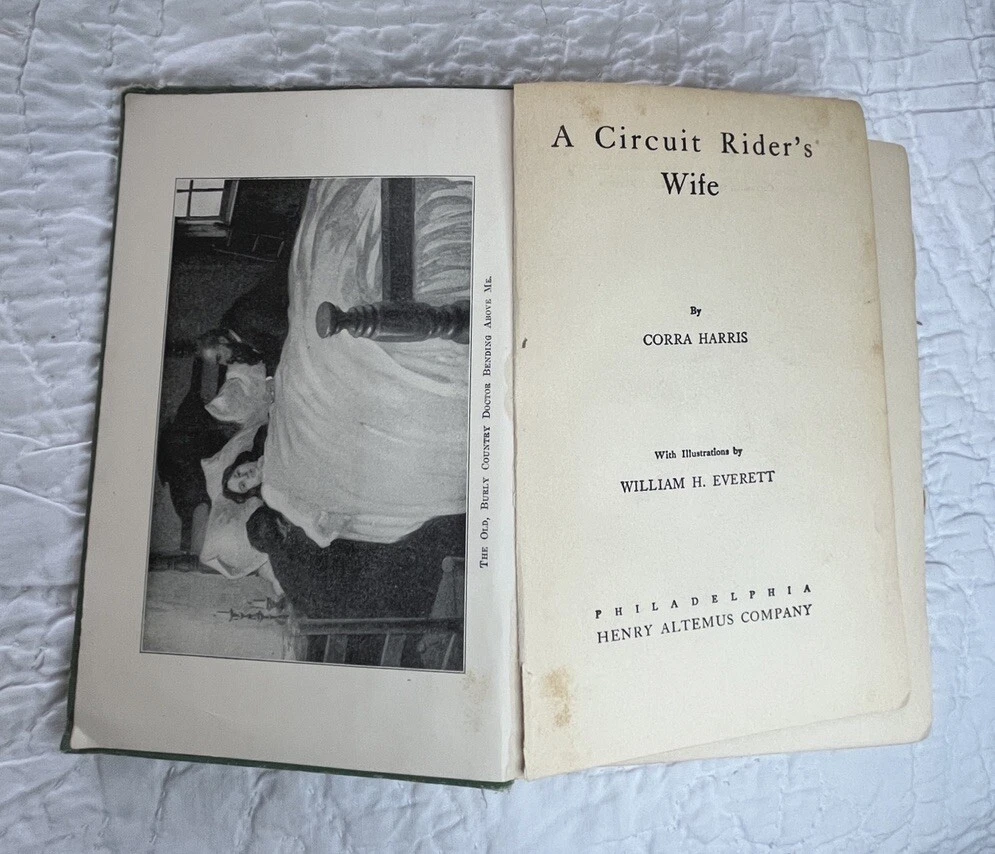 THE OLD, BURLY COUNTRY DOCTOR BENDING ABOVE ME.
A Circuit Rider's
Wife
By
CORRA HARRIS
With Illustrations by
WILLIAM H. EVERETT
PHILADELPHIA
HENRY ALTEMUS COMPANY